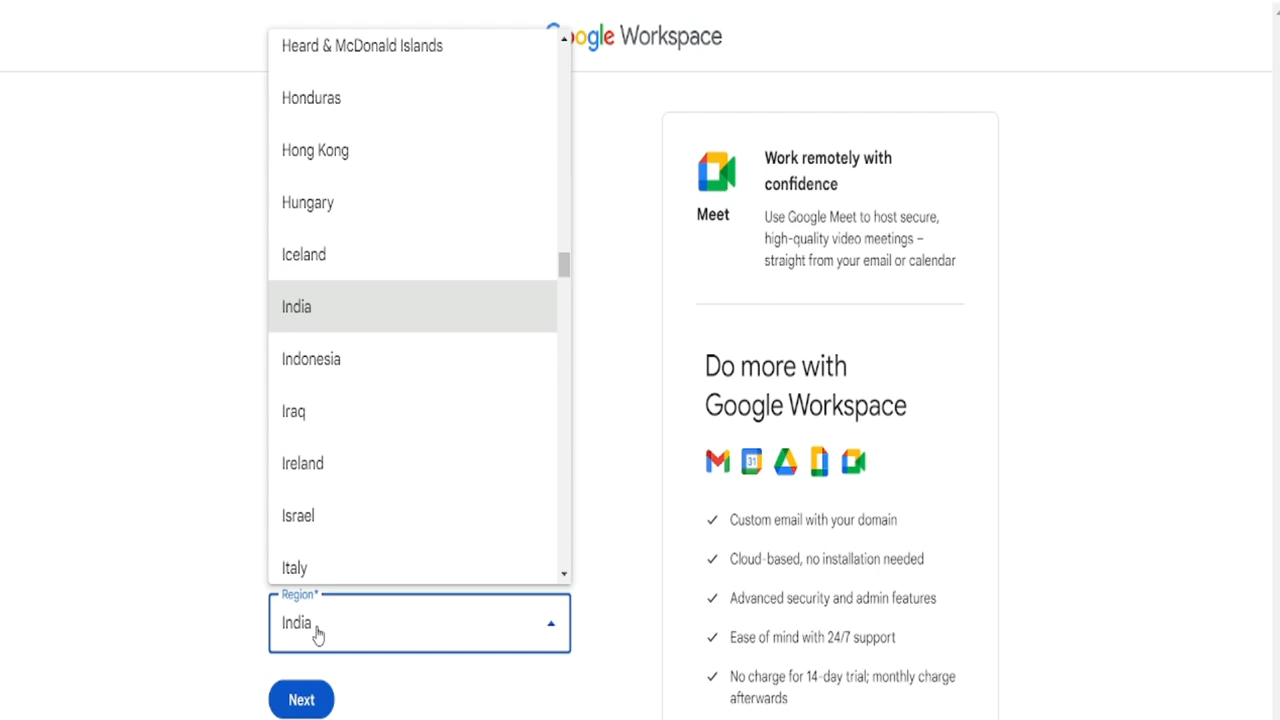 Google Workspace
Heard & McDonald Islands
Honduras
Hong Kong
Hungary
Iceland
India
Indonesia
Iraq
Ireland
Israel
Italy
Region*
India
Next
Meet
Work remotely with
confidence
Use Google Meet to host secure,
high-quality video meetings –
straight from your email or calendar
Do more with
Google Workspace
31
Custom email with your domain
Cloud-based, no installation needed
Advanced security and admin features
Ease of mind with 24/7 support
No charge for 14-day trial; monthly charge
afterwards